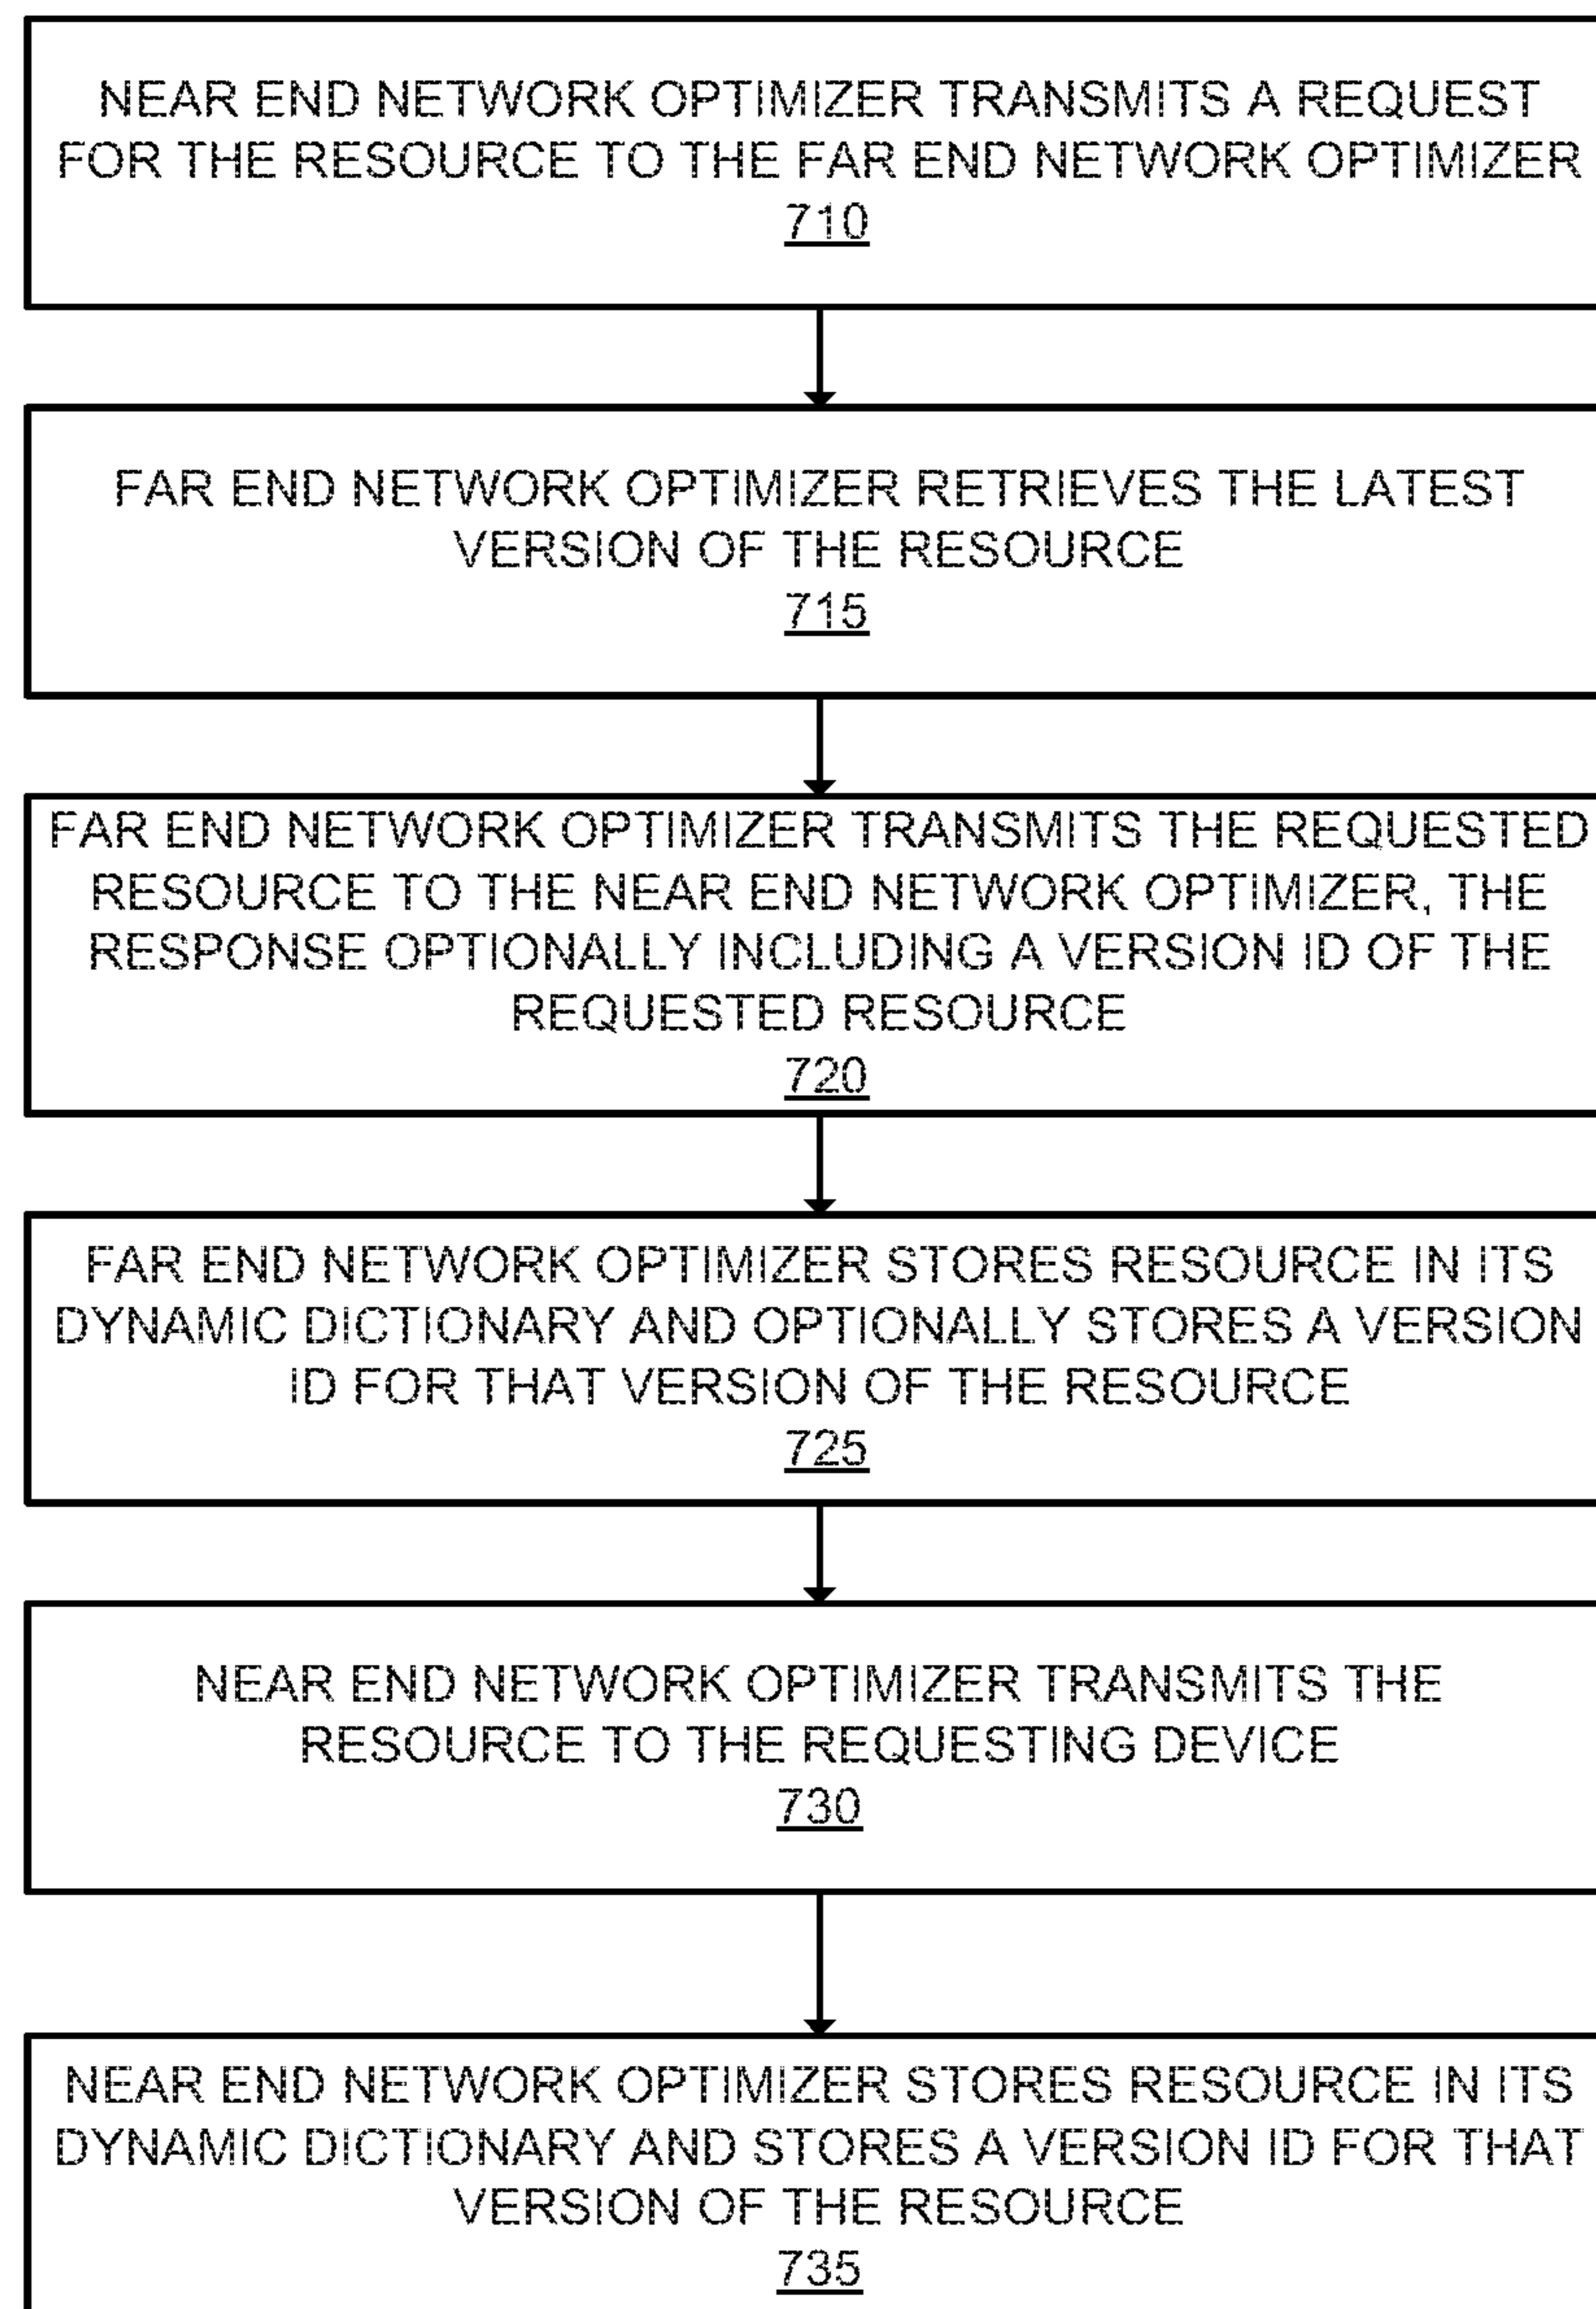 NEAR END NETWORK OPTIMIZER TRANSMITS A REQUEST
FOR THE RESOURCE TO THE FAR END NETWORK OPTIMIZER
710
FAR END NETWORK OPTIMIZER RETRIEVES THE LATEST
VERSION OF THE RESOURCE
715
FAR END NETWORK OPTIMIZER TRANSMITS THE REQUESTED
RESOURCE TO THE NEAR END NETWORK OPTIMIZER, THE
RESPONSE OPTIONALLY INCLUDING A VERSION ID OF THE
REQUESTED RESOURCE
720
FAR END NETWORK OPTIMIZER STORES RESOURCE IN ITS
DYNAMIC DICTIONARY AND OPTIONALLY STORES A VERSION
ID FOR THAT VERSION OF THE RESOURCE
725
NEAR END NETWORK OPTIMIZER TRANSMITS THE
RESOURCE TO THE REQUESTING DEVICE
730
NEAR END NETWORK OPTIMIZER STORES RESOURCE IN ITS
DYNAMIC DICTIONARY AND STORES A VERSION ID FOR THAT
VERSION OF THE RESOURCE
735